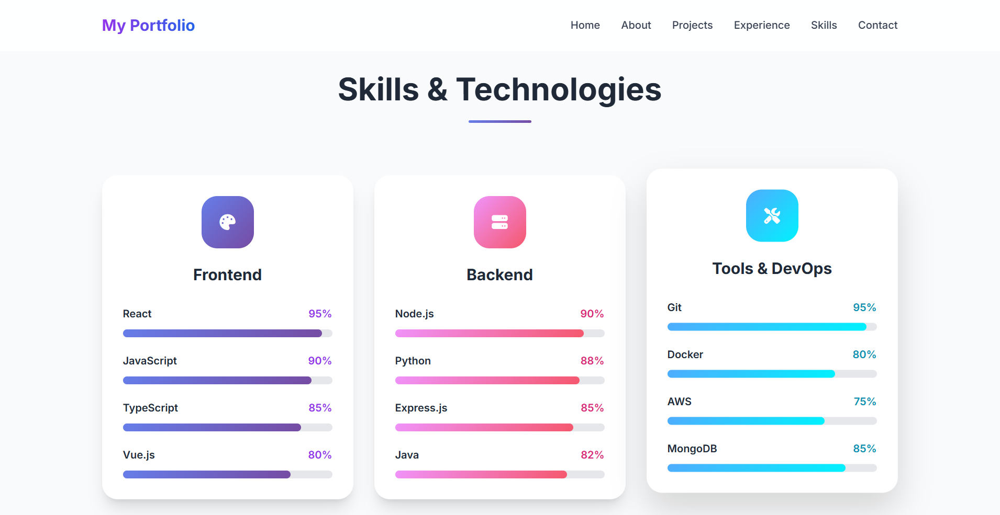 My Portfolio
Home About Projects Experience Skills Contact
Skills & Technologies
Frontend
React 95%
JavaScript 90%
TypeScript 85%
Vue.js 80%
Backend
Node.js 90%
Python 88%
Express.js 85%
Java 82%
Tools & DevOps
Git 95%
Docker 80%
AWS 75%
MongoDB 85%